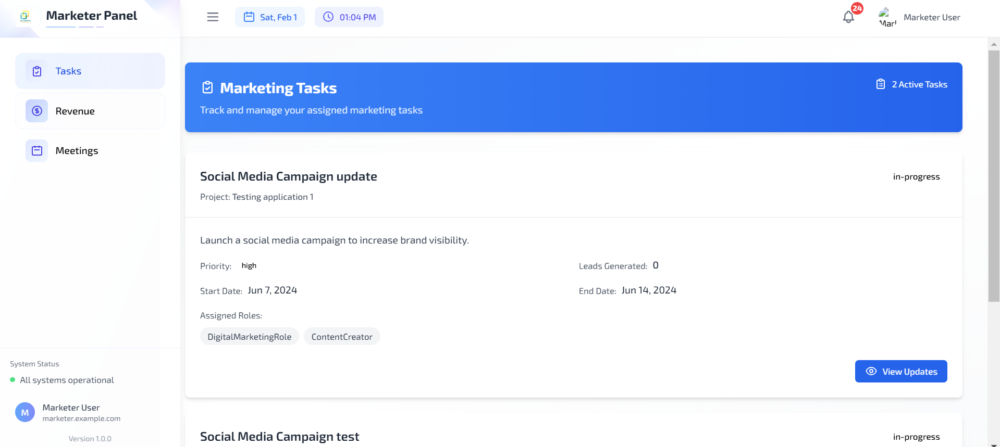 Marketer Panel
Sat, Feb 1
01:04 PM
24
Marl
Marketer User
Tasks
Revenue
Meetings
Marketing Tasks
Track and manage your assigned marketing tasks
2 Active Tasks
Social Media Campaign update
in-progress
Project: Testing application 1
Launch a social media campaign to increase brand visibility.
Priority: high
Leads Generated: 0
Start Date: Jun 7, 2024
End Date: Jun 14, 2024
Assigned Roles:
DigitalMarketingRole
ContentCreator
View Updates
Social Media Campaign test
in-progress
System Status
All systems operational
M
Marketer User
marketer.example.com
Version 1.0.0